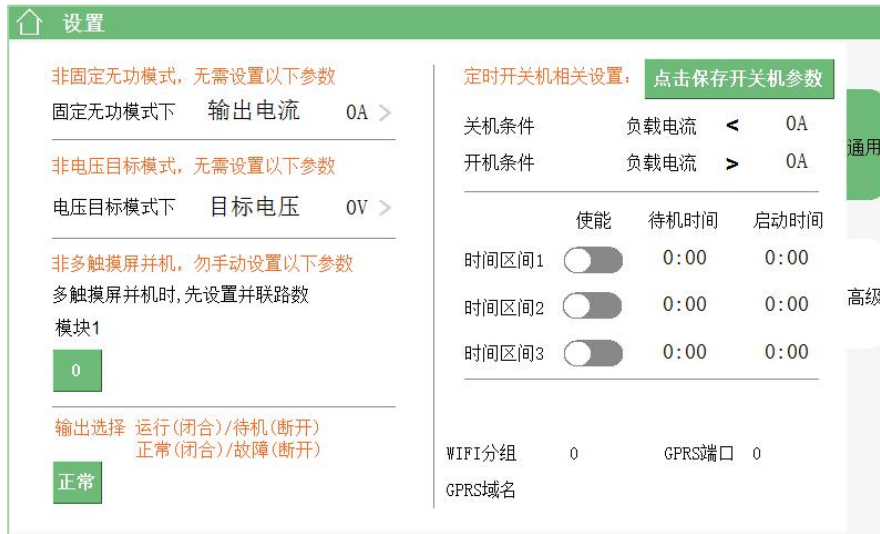 设置
非固定无功模式，无需设置以下参数
固定无功模式下 输出电流 0A >
非电压目标模式，无需设置以下参数
电压目标模式下 目标电压 0V >
非多触摸屏并机，勿手动设置以下参数
多触摸屏并机时,先设置并联路数
模块1
0
输出选择 运行(闭合)/待机(断开)
正常(闭合)/故障(断开)
正常
定时开关机相关设置：
点击保存开关机参数
关机条件 负载电流 < 0A
开机条件 负载电流 > 0A
使能 待机时间 启动时间
时间区间1 0:00 0:00
时间区间2 0:00 0:00
时间区间3 0:00 0:00
WIFI分组 0 GPRS端口 0
GPRS域名
通用
高级